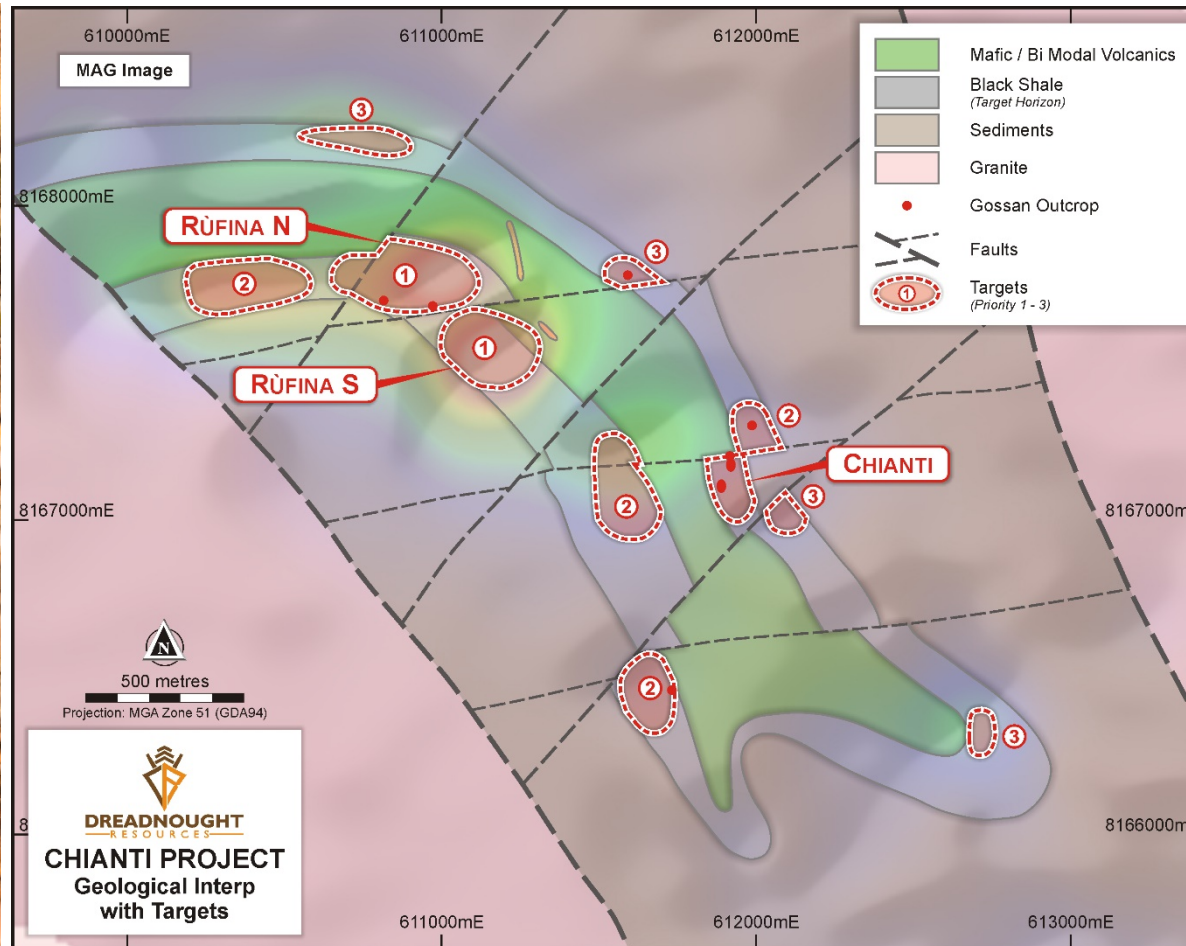 610000mE
611000mE
612000mE
MAG Image
Mafic / Bi Modal Volcanics
Black Shale
(Target Horizon)
Sediments
Granite
Gossan Outcrop
Faults
1
Targets
(Priority 1 - 3)
3
8168000mE
RÙFINA N
3
2
1
1
RÙFINA S
2
CHIANTI
2
3
8167000mE
8167000m
N
500 metres
Projection: MGA Zone 51 (GDA94)
2
3
DREADNOUGHT
RESOURCES
CHIANTI PROJECT
Geological Interp
with Targets
8166000m
611000mE
612000mE
613000mE